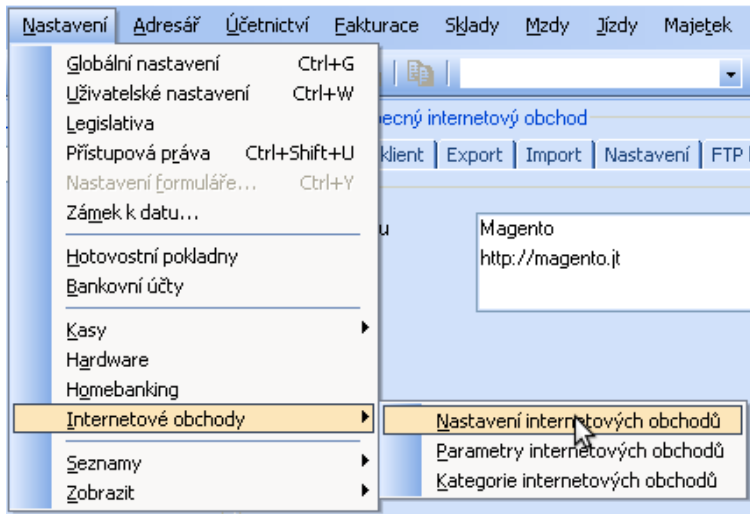 Nastavení Adresář Účetnictví Fakturace Sklady Mzdy Jízdy Majetek
Globální nastavení Ctrl+G
Uživatelské nastavení Ctrl+W
Legislativa
Přístupová práva Ctrl+Shift+U
Nastavení formuláře... Ctrl+Y
Zámek k datu...
Hotovostní pokladny
Bankovní účty
Kasy
Hardware
Homebanking
Internetové obchody
Seznamy
Zobrazit
internetový obchod
klient Export Import Nastavení FTP
Magento
http://magento.jt
Nastavení internetových obchodů
Parametry internetových obchodů
Kategorie internetových obchodů